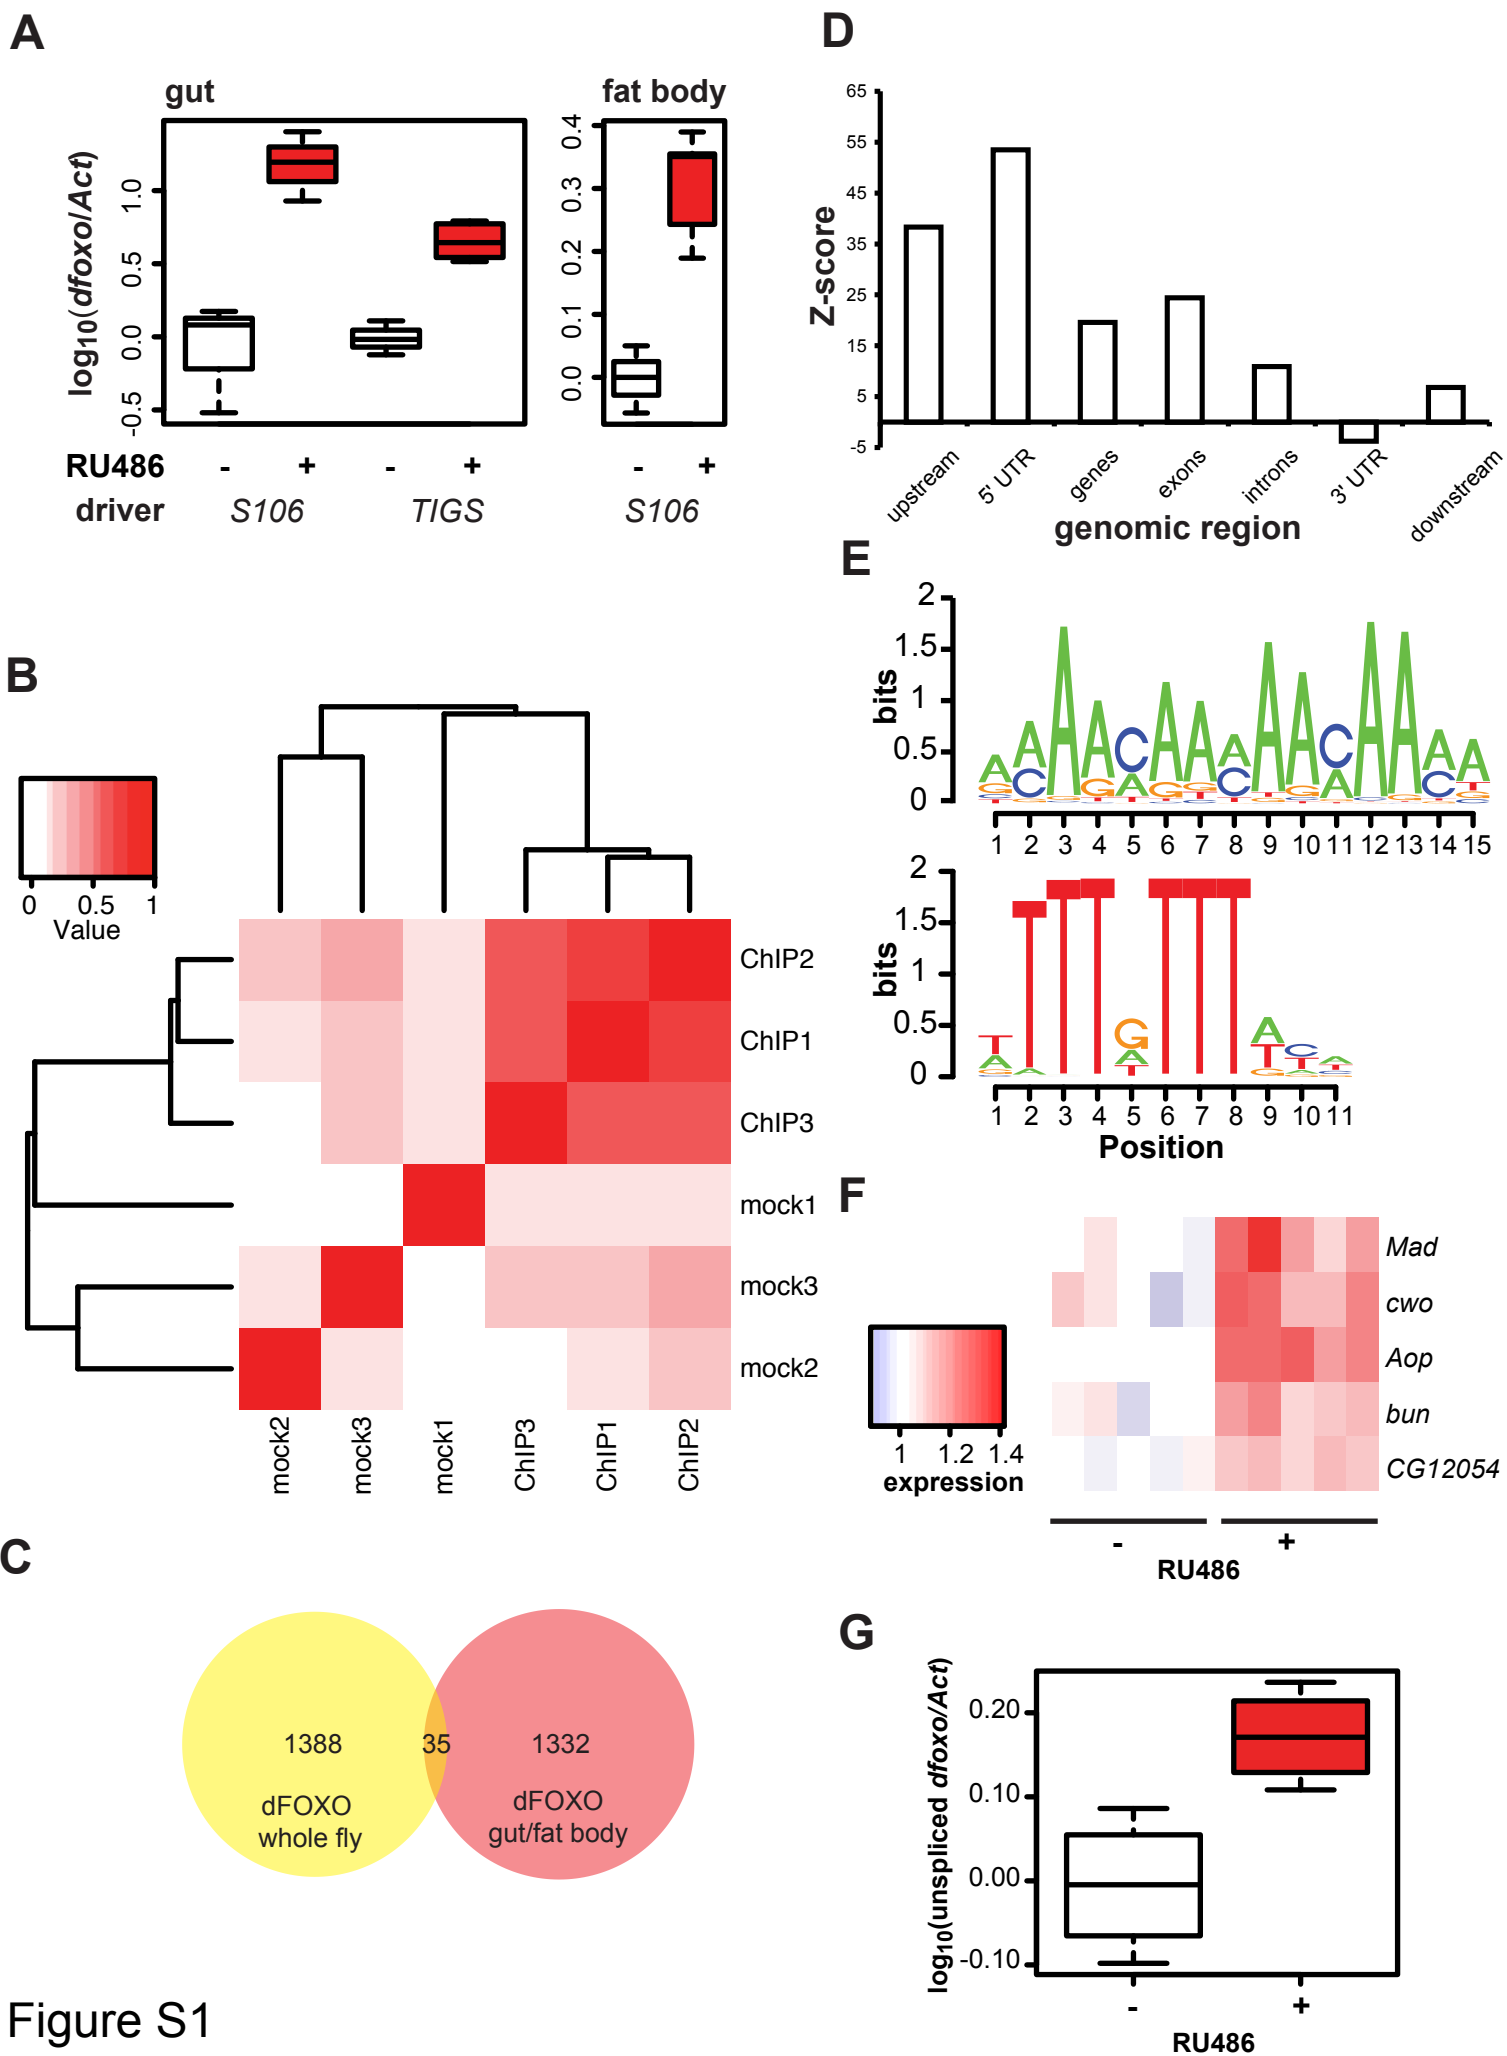 A
gut
fat body
log10(dfoxo/Act)
-0.5
0.0
0.5
1.0
0.0
0.1
0.2
0.3
0.4
RU486 - + - + - +
driver S106 TIGS S106
B
0 0.5 1
Value
ChIP2
ChIP1
ChIP3
mock1
mock3
mock2
mock2 mock3 mock1 ChIP3 ChIP1 ChIP2
C
1388 35 1332
dFOXO
whole fly
dFOXO
gut/fat body
D
Z-score
65
55
45
35
25
15
5
-5
upstream 5' UTR genes exons introns 3' UTR downstream
genomic region
E
bits
2
1.5
1
0.5
0
1 2 3 4 5 6 7 8 9 10 11 12 13 14 15
bits
2
1.5
1
0.5
0
1 2 3 4 5 6 7 8 9 10 11
Position
F
Mad
cwo
Aop
bun
CG12054
1 1.2 1.4
expression
- +
RU486
G
log10(unspliced dfoxo/Act)
0.20
0.10
0.00
-0.10
- +
RU486
Figure S1